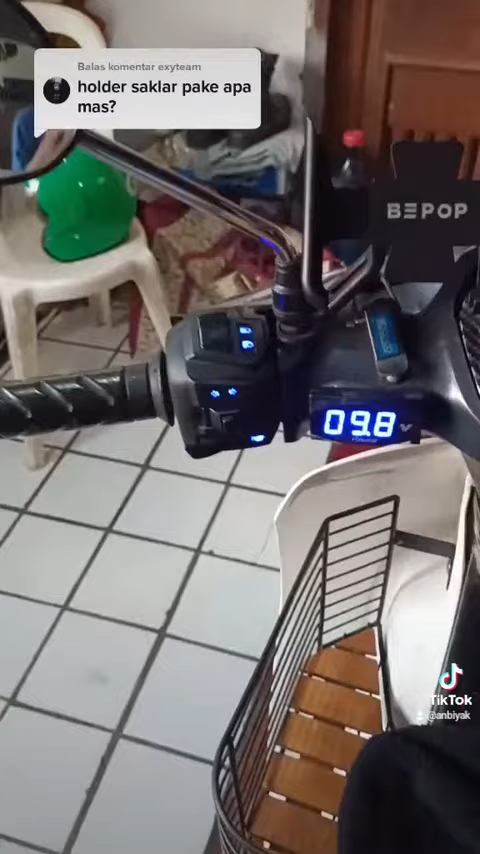 Balas komentar exyteam
holder saklar pake apa
mas?
BEPOP
09.8 V
TikTok
@anbiyak